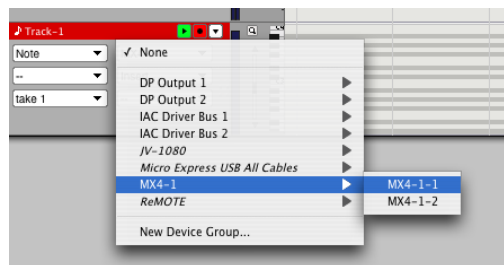 Track-1
Note
--
take 1
✓ None
DP Output 1
DP Output 2
IAC Driver Bus 1
IAC Driver Bus 2
JV-1080
Micro Express USB All Cables
MX4-1
ReMOTE
New Device Group...
MX4-1-1
MX4-1-2